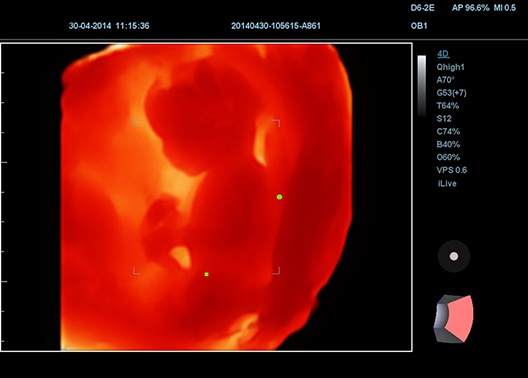 D6-2E AP 96.6% MI 0.5
30-04-2014 11:15:36 20140430-105615-A861 OB1
4D
Qhigh1
A70°
G53(+7)
T64%
S12
C74%
B40%
O60%
VPS 0.6
iLive